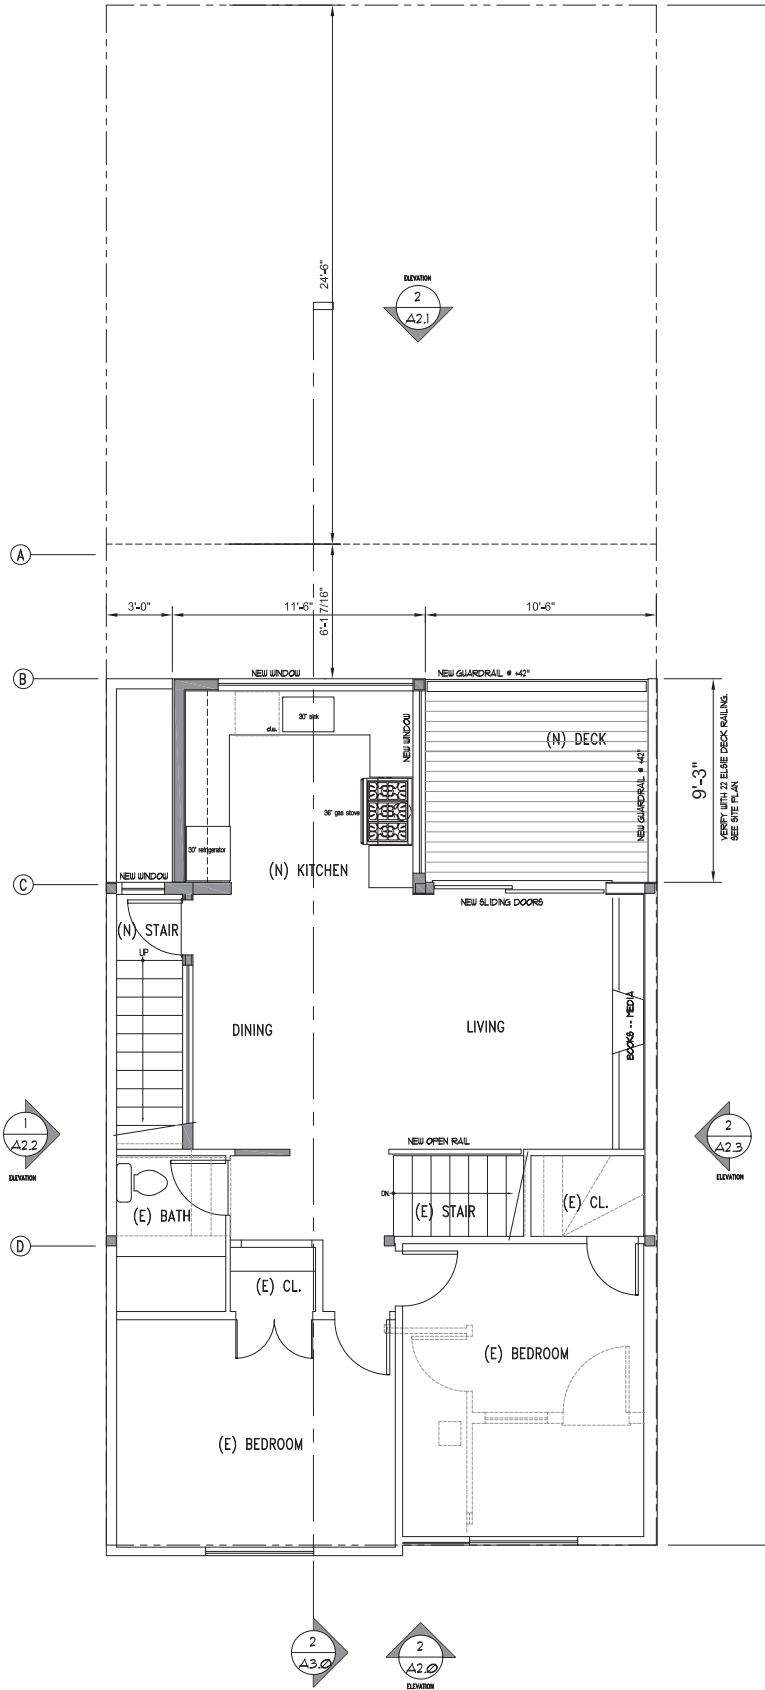 24'-6"
ELEVATION
2
A2.1
A
3'-0"
11'-6"
6'-1 7/16"
10'-6"
B
NEW WINDOW
NEW GUARDRAIL @ +42"
30" sink
d.w.
NEW WINDOW
(N) DECK
NEW GUARDRAIL @ +42"
9'-3"
VERIFY WITH 22 ELSIE DECK RAILING.
SEE SITE PLAN
36" gas stove
30" refrigerator
(N) KITCHEN
NEW WINDOW
C
NEW SLIDING DOORS
(N) STAIR
UP
DINING
LIVING
BOOKS -- MEDIA
1
A2.2
ELEVATION
2
A2.3
ELEVATION
NEW OPEN RAIL
DN.
(E) STAIR
(E) CL.
(E) BATH
D
(E) CL.
(E) BEDROOM
(E) BEDROOM
2
A3.0
2
A2.0
ELEVATION